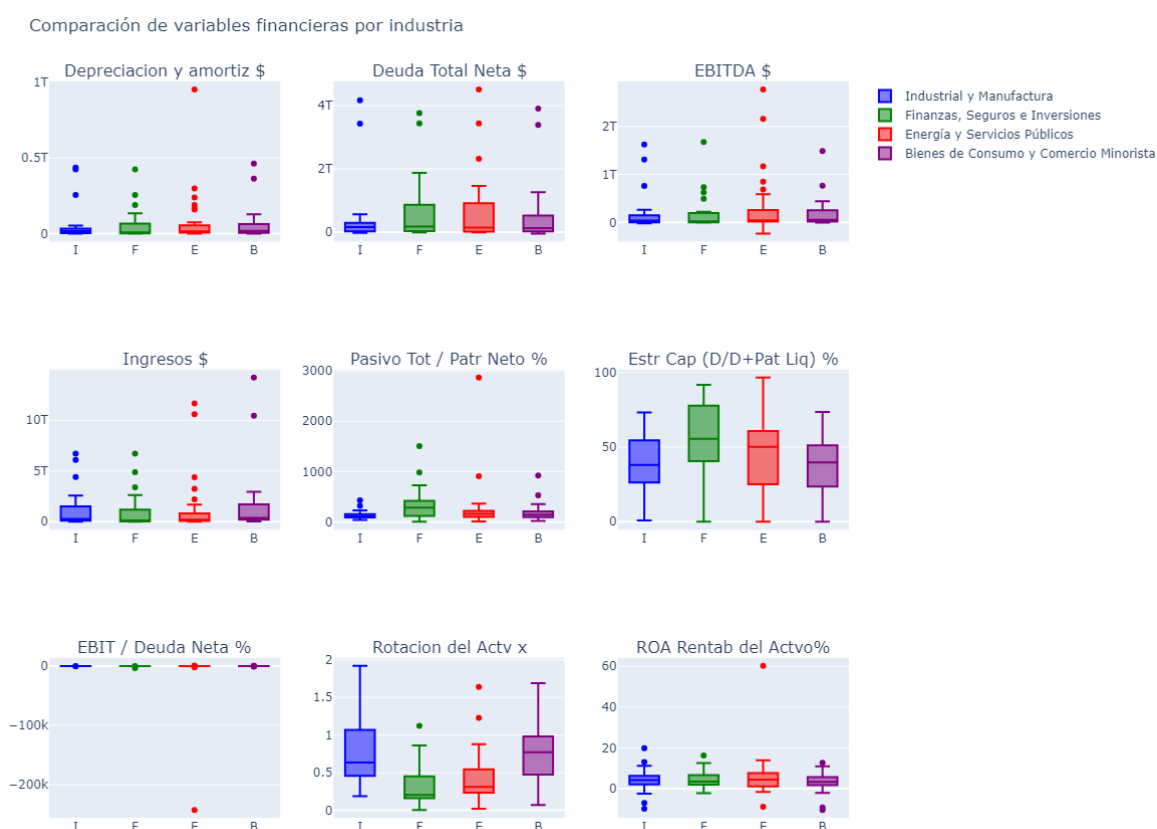 Comparación de variables financieras por industria
Depreciacion y amortiz $
Deuda Total Neta $
EBITDA $
1T
0.5T
0
I F E B
4T
2T
0
I F E B
2T
1T
0
I F E B
Industrial y Manufactura
Finanzas, Seguros e Inversiones
Energía y Servicios Públicos
Bienes de Consumo y Comercio Minorista
Ingresos $
Pasivo Tot / Patr Neto %
Estr Cap (D/D+Pat Liq) %
10T
5T
0
I F E B
3000
2000
1000
0
I F E B
100
50
0
I F E B
EBIT / Deuda Neta %
Rotacion del Actv x
ROA Rentab del Actvo%
0
−100k
−200k
I F E B
2
1.5
1
0.5
0
I F E B
60
40
20
0
I F E B